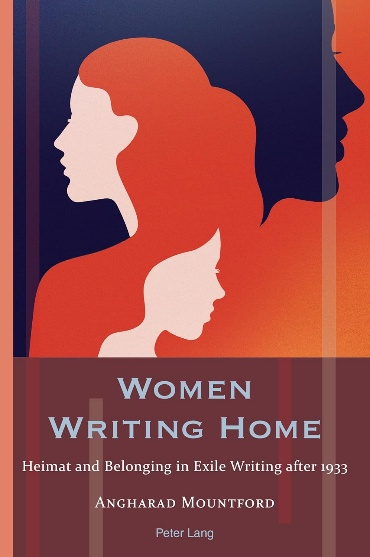 WOMEN
WRITING HOME
Heimat and Belonging in Exile Writing after 1933
ANGHARAD MOUNTFORD
Peter Lang